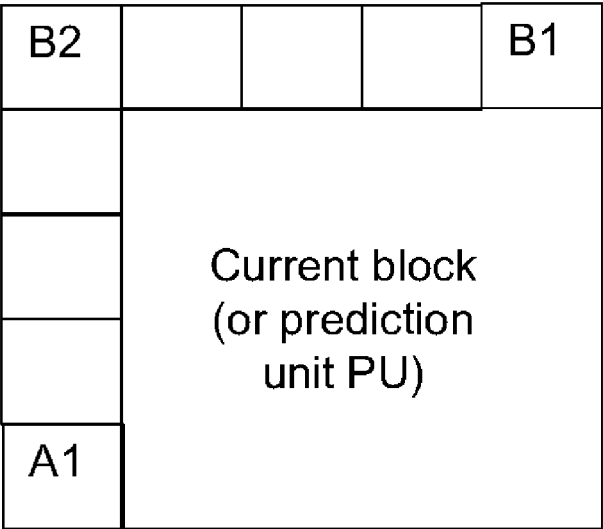 B2
B1
Current block
(or prediction
unit PU)
A1